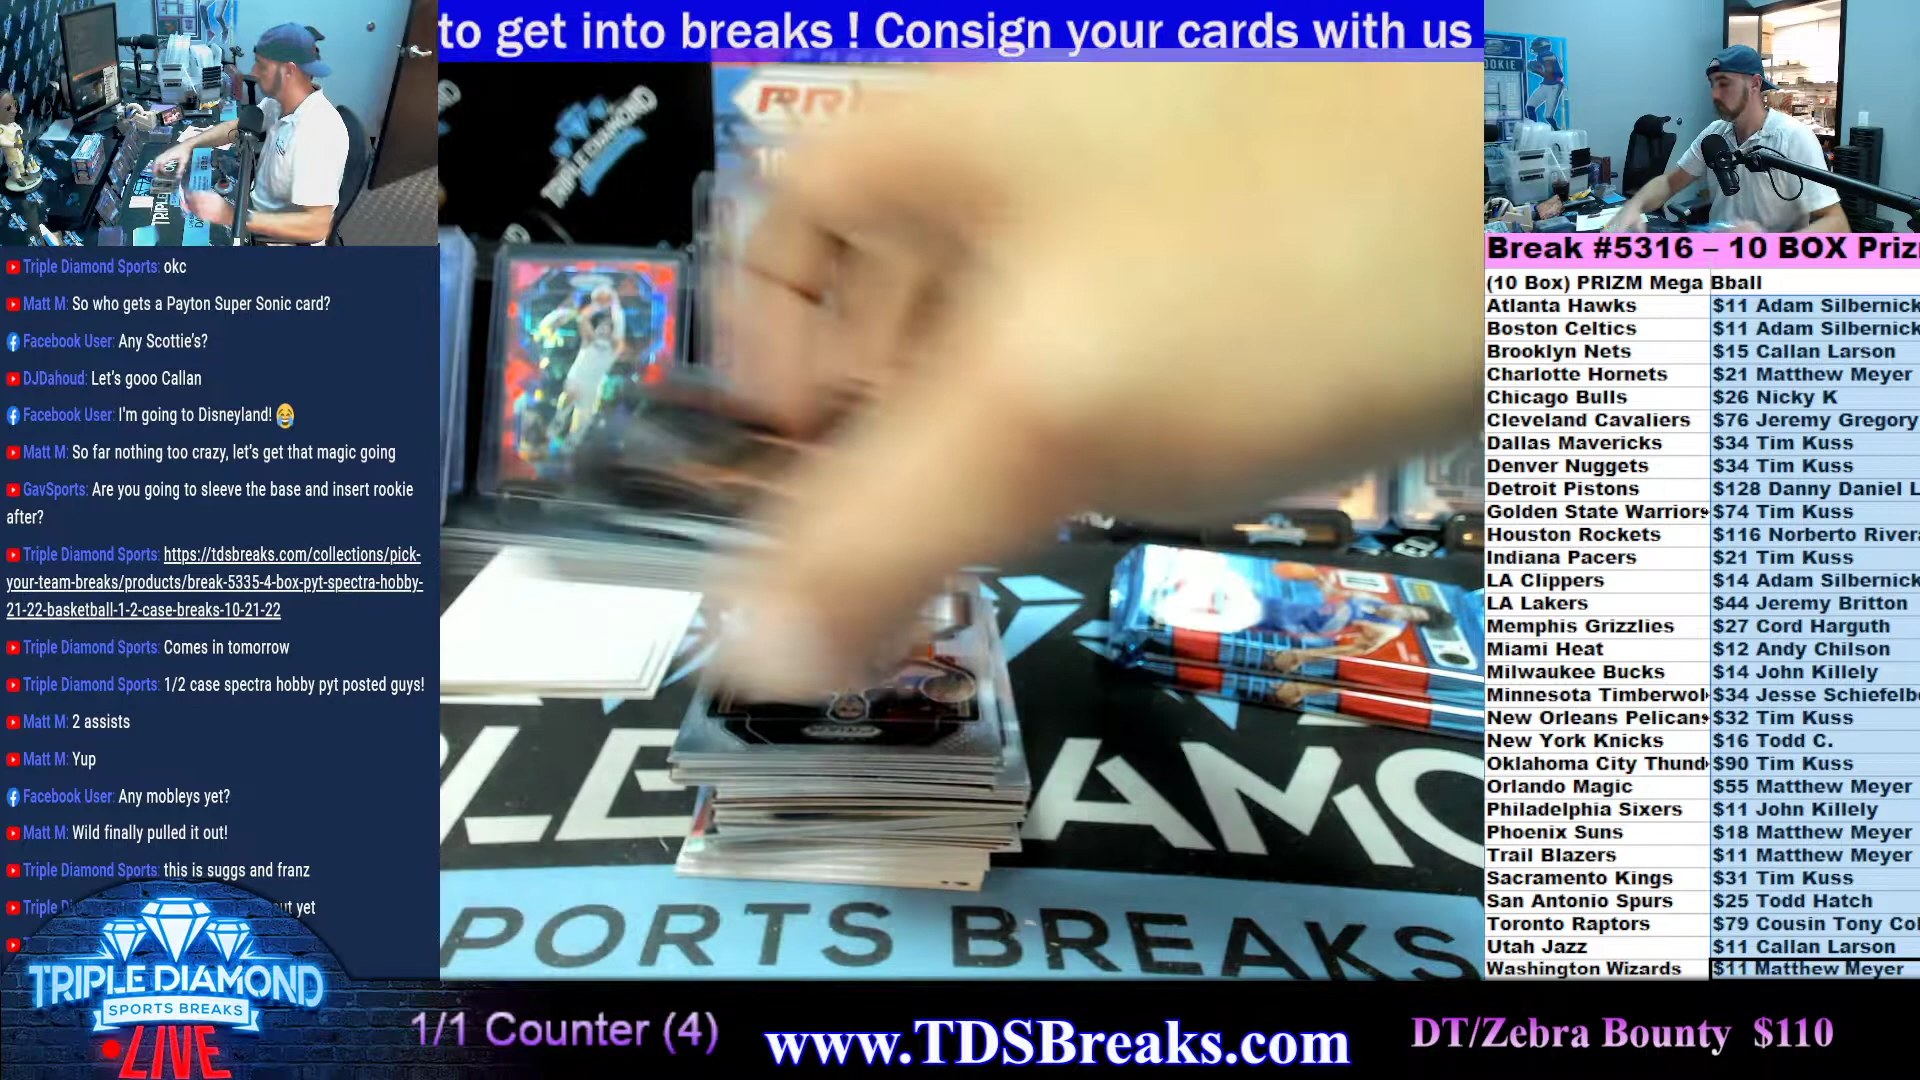 to get into breaks ! Consign your cards with us
Triple Diamond Sports: okc
Matt M: So who gets a Payton Super Sonic card?
Facebook User: Any Scottie's?
DJDahoud: Let's gooo Callan
Facebook User: I'm going to Disneyland! 😂
Matt M: So far nothing too crazy, let's get that magic going
GavSports: Are you going to sleeve the base and insert rookie
after?
Triple Diamond Sports: https://tdsbreaks.com/collections/pick-
your-team-breaks/products/break-5335-4-box-pyt-spectra-hobby-
21-22-basketball-1-2-case-breaks-10-21-22
Triple Diamond Sports: Comes in tomorrow
Triple Diamond Sports: 1/2 case spectra hobby pyt posted guys!
Matt M: 2 assists
Matt M: Yup
Facebook User: Any mobleys yet?
Matt M: Wild finally pulled it out!
Triple Diamond Sports: this is suggs and franz
Triple yet
TRIPLE DIAMOND
SPORTS BREAKS
LIVE
TRIPLE DIAMOND
PORTS BREAKS
Break #5316 – 10 BOX Priz
(10 Box) PRIZM Mega Bball
Atlanta Hawks $11 Adam Silbernick
Boston Celtics $11 Adam Silbernick
Brooklyn Nets $15 Callan Larson
Charlotte Hornets $21 Matthew Meyer
Chicago Bulls $26 Nicky K
Cleveland Cavaliers $76 Jeremy Gregory
Dallas Mavericks $34 Tim Kuss
Denver Nuggets $34 Tim Kuss
Detroit Pistons $128 Danny Daniel L
Golden State Warriors $74 Tim Kuss
Houston Rockets $116 Norberto Rivera
Indiana Pacers $21 Tim Kuss
LA Clippers $14 Adam Silbernick
LA Lakers $44 Jeremy Britton
Memphis Grizzlies $27 Cord Harguth
Miami Heat $12 Andy Chilson
Milwaukee Bucks $14 John Killely
Minnesota Timberwol $34 Jesse Schiefelbe
New Orleans Pelicans $32 Tim Kuss
New York Knicks $16 Todd C.
Oklahoma City Thund $90 Tim Kuss
Orlando Magic $55 Matthew Meyer
Philadelphia Sixers $11 John Killely
Phoenix Suns $18 Matthew Meyer
Trail Blazers $11 Matthew Meyer
Sacramento Kings $31 Tim Kuss
San Antonio Spurs $25 Todd Hatch
Toronto Raptors $79 Cousin Tony Col
Utah Jazz $11 Callan Larson
Washington Wizards $11 Matthew Meyer
1/1 Counter (4)
www.TDSBreaks.com
DT/Zebra Bounty $110